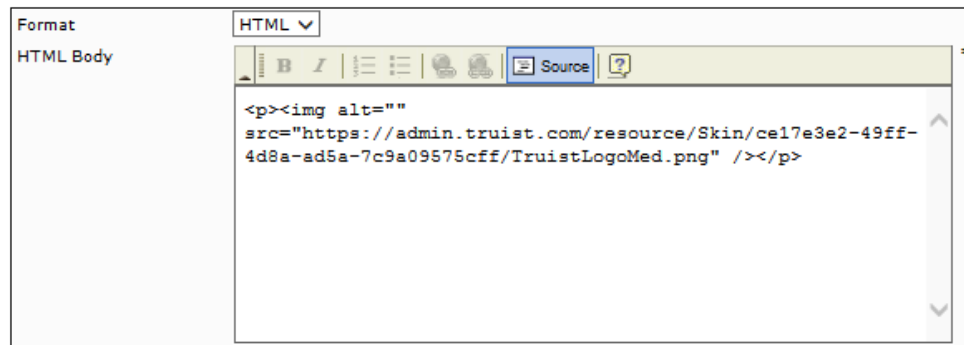 Format HTML
HTML Body
B I Source ?
<p><img alt=""
src="https://admin.truist.com/resource/Skin/ce17e3e2-49ff-
4d8a-ad5a-7c9a09575cff/TruistLogoMed.png" /></p>